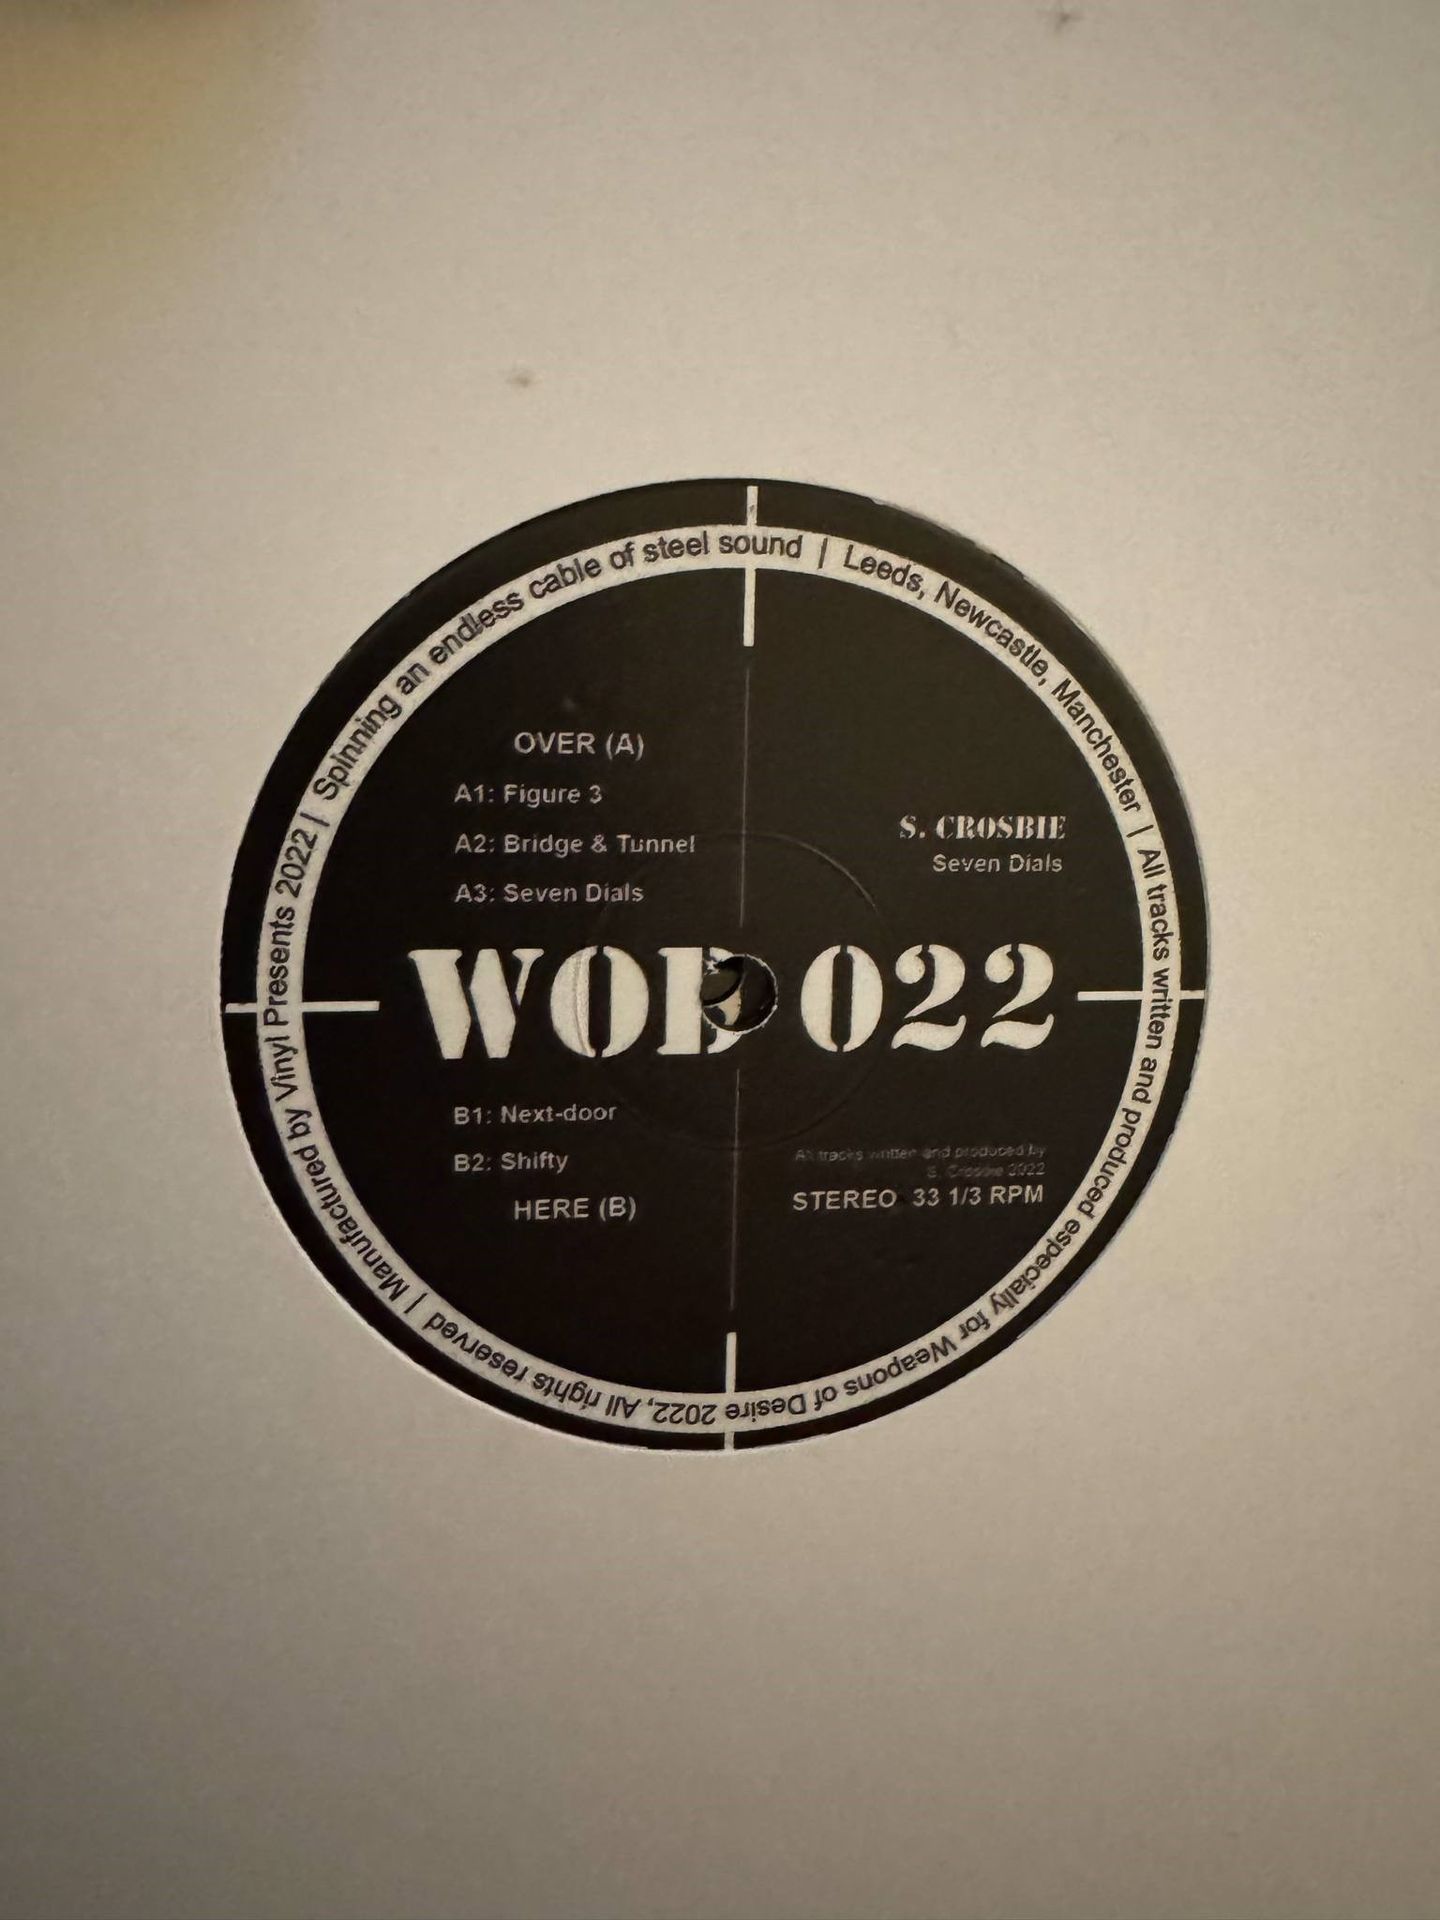 Spinning an endless cable of steel sound | Leeds, Newcastle, Manchester | All tracks written and produced especially for Weapons of Desire 2022, All rights reserved | Manufactured by Vinyl Presents 2022 |
OVER (A)
A1: Figure 3
A2: Bridge & Tunnel
A3: Seven Dials
S. CROSBIE
Seven Dials
WOD 022
B1: Next-door
B2: Shifty
HERE (B)
All tracks written and produced by
S. Crosbie 2022
STEREO 33 1/3 RPM